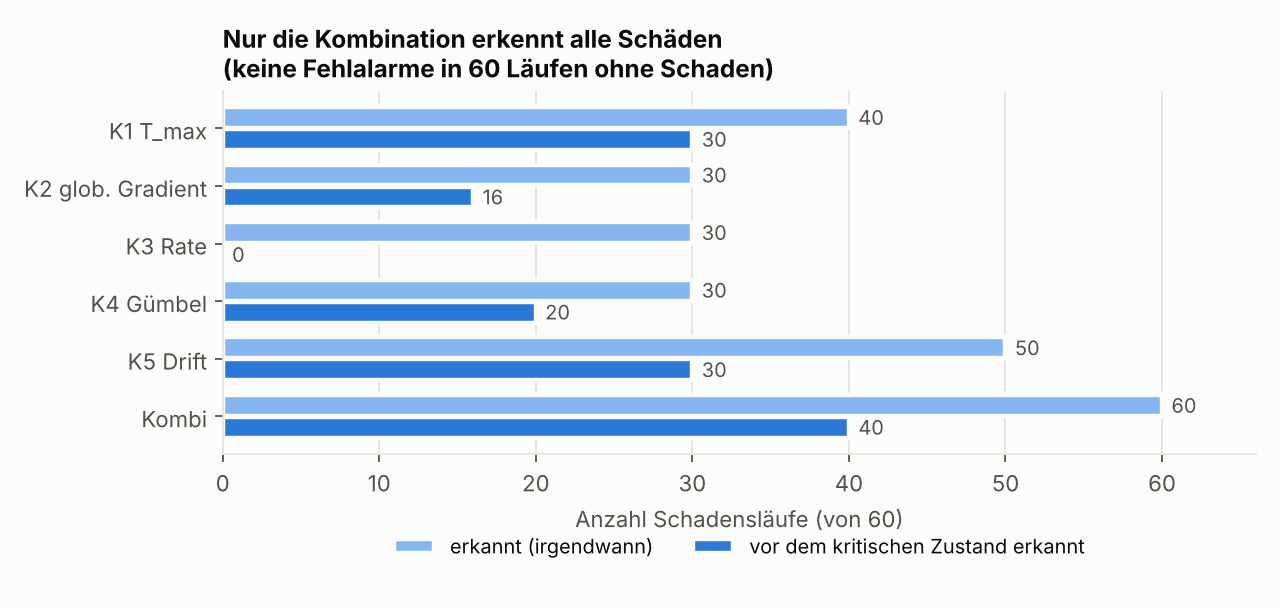 Nur die Kombination erkennt alle Schäden
(keine Fehlalarme in 60 Läufen ohne Schaden)
K1 T_max
40
30
K2 glob. Gradient
30
16
K3 Rate
30
0
K4 Gümbel
30
20
K5 Drift
50
30
Kombi
60
40
0 10 20 30 40 50 60
Anzahl Schadensläufe (von 60)
erkannt (irgendwann) vor dem kritischen Zustand erkannt